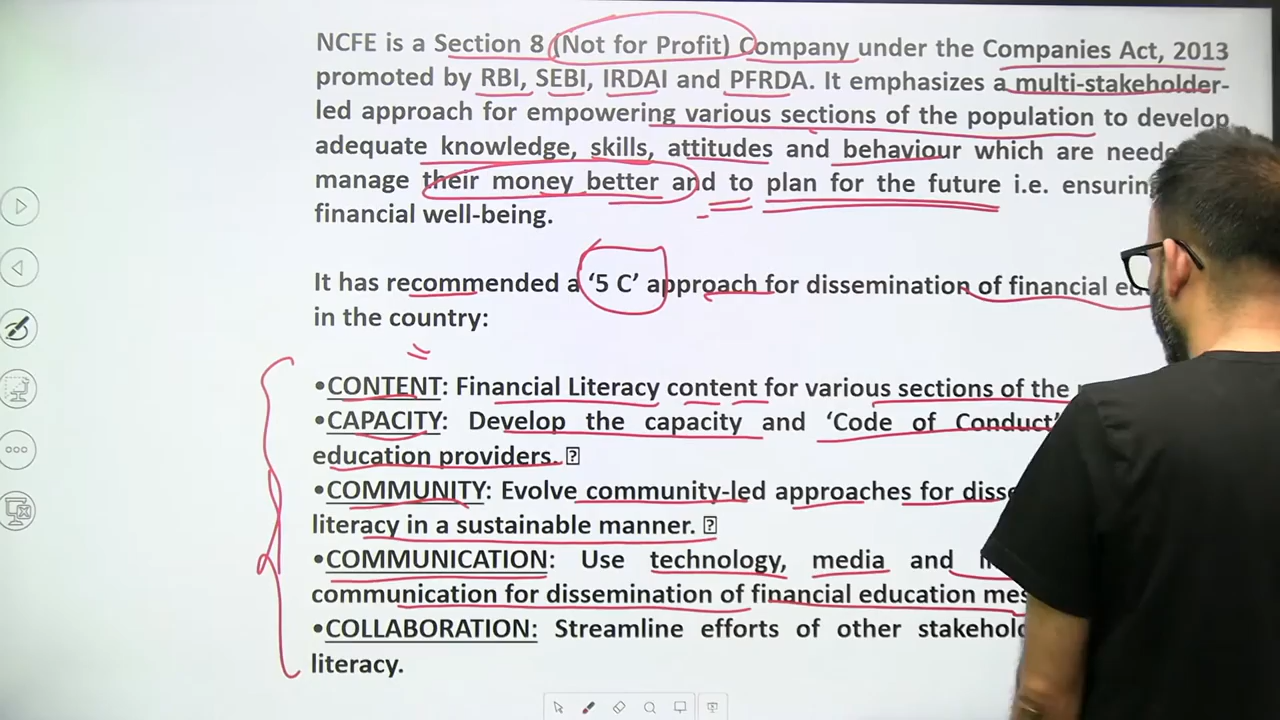 NCFE is a Section 8 (Not for Profit) Company under the Companies Act, 2013
promoted by RBI, SEBI, IRDAI and PFRDA. It emphasizes a multi-stakeholder-
led approach for empowering various sections of the population to develop
adequate knowledge, skills, attitudes and behaviour which are
manage their money better and to plan for the future i.e.
financial well-being.
It has recommended a ‘5 C’ approach for dissemination of financial
in the country:
•CONTENT: Financial Literacy content for various sections of the
•CAPACITY: Develop the capacity and ‘Code of Conduct’
education providers.
•COMMUNITY: Evolve community-led approaches for
literacy in a sustainable manner.
•COMMUNICATION: Use technology, media and
communication for dissemination of financial education
•COLLABORATION: Streamline efforts of other
literacy.